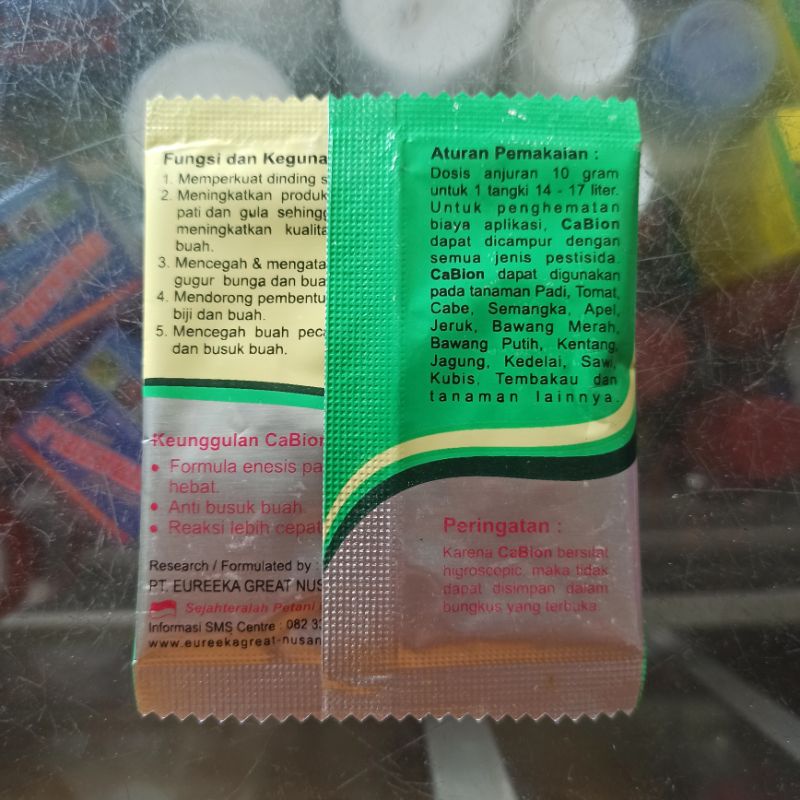 Fungsi dan Keguna
1. Memperkuat dinding s
2. Meningkatkan produk
pati dan gula sehingg
meningkatkan kualita
buah.
3. Mencegah & mengata
gugur bunga dan bua
4. Mendorong pembentu
biji dan buah.
5. Mencegah buah peca
dan busuk buah.
Keunggulan CaBion
• Formula enesis pa
hebat.
• Anti busuk buah.
• Reaksi lebih cepat
Research / Formulated by :
PT. EUREEKA GREAT NUS
Sejahteralah Petani
Informasi SMS Centre : 082 33
www.eureekagreat-nusan
Aturan Pemakaian :
Dosis anjuran 10 gram
untuk 1 tangki 14 - 17 liter.
Untuk penghematan
biaya aplikasi, CaBion
dapat dicampur dengan
semua jenis pestisida.
CaBion dapat digunakan
pada tanaman Padi, Tomat,
Cabe, Semangka, Apel,
Jeruk, Bawang Merah,
Bawang Putih, Kentang,
Jagung, Kedelai, Sawi,
Kubis, Tembakau dan
tanaman lainnya.
Peringatan :
Karena CaBion bersifat
higroscopic, maka tidak
dapat disimpan dalam
bungkus yang terbuka.